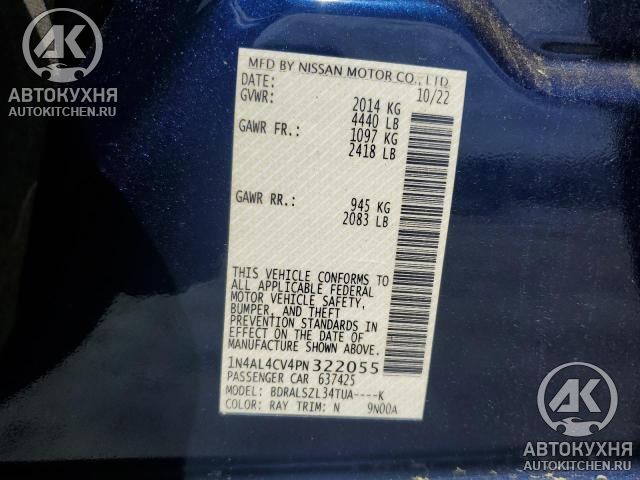 AK
АВТОКУХНЯ
AUTOKITCHEN.RU
MFD BY NISSAN MOTOR CO., LTD.
DATE: 10/22
GVWR: 2014 KG
4440 LB
GAWR FR.: 1097 KG
2418 LB
GAWR RR.: 945 KG
2083 LB
THIS VEHICLE CONFORMS TO
ALL APPLICABLE FEDERAL
MOTOR VEHICLE SAFETY,
BUMPER, AND THEFT
PREVENTION STANDARDS IN
EFFECT ON THE DATE OF
MANUFACTURE SHOWN ABOVE.
1N4AL4CV4PN322055
PASSENGER CAR 637425
MODEL: BDRALSZL34TUA----K
COLOR: RAY TRIM: N 9N00A
AK
АВТОКУХНЯ
AUTOKITCHEN.RU